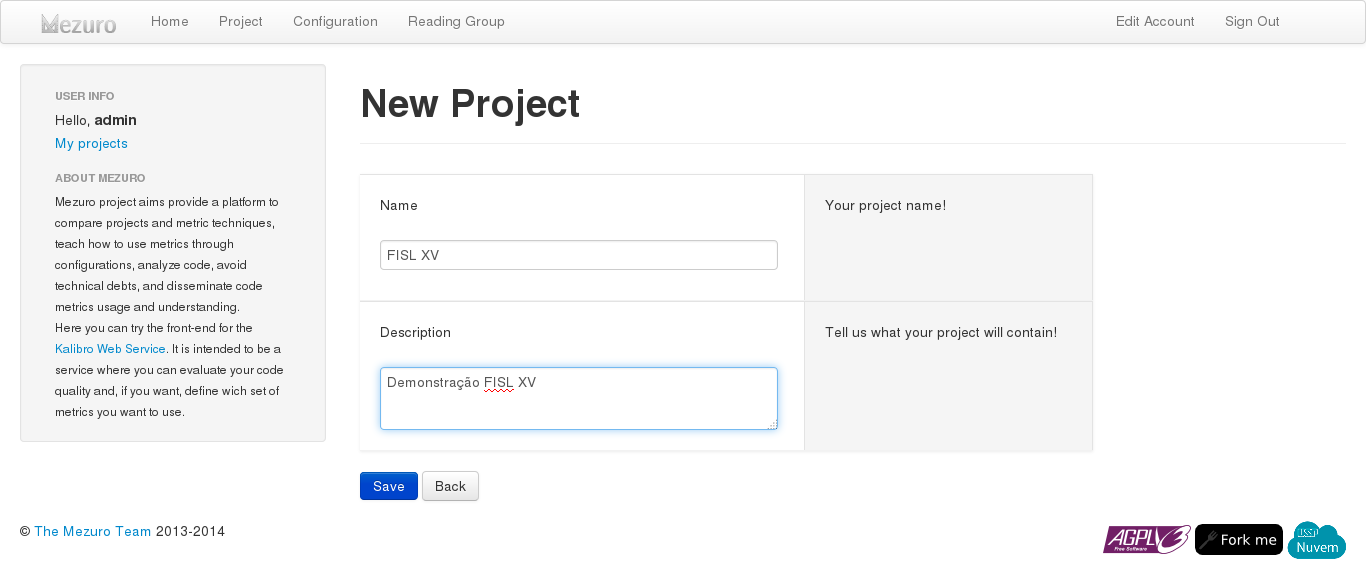 Mezuro Home Project Configuration Reading Group Edit Account Sign Out
USER INFO
Hello, admin
My projects
ABOUT MEZURO
Mezuro project aims provide a platform to
compare projects and metric techniques,
teach how to use metrics through
configurations, analyze code, avoid
technical debts, and disseminate code
metrics usage and understanding.
Here you can try the front-end for the
Kalibro Web Service. It is intended to be a
service where you can evaluate your code
quality and, if you want, define wich set of
metrics you want to use.
New Project
Name
Your project name!
FISL XV
Description
Tell us what your project will contain!
Demonstração FISL XV
Save Back
© The Mezuro Team 2013-2014
AGPLv3
Free Software
Fork me
Nuvem